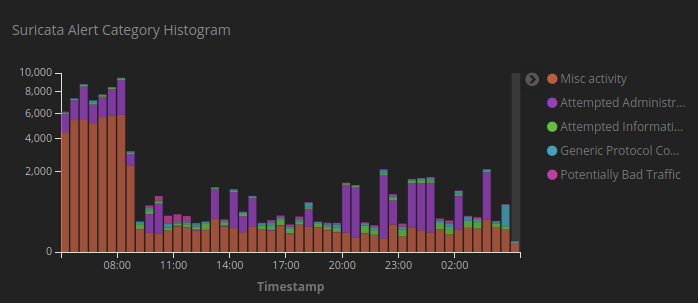 Suricata Alert Category Histogram
10,000
8,000
6,000
4,000
2,000
0
08:00 11:00 14:00 17:00 20:00 23:00 02:00
Timestamp
Misc activity
Attempted Administr...
Attempted Informati...
Generic Protocol Co...
Potentially Bad Traffic